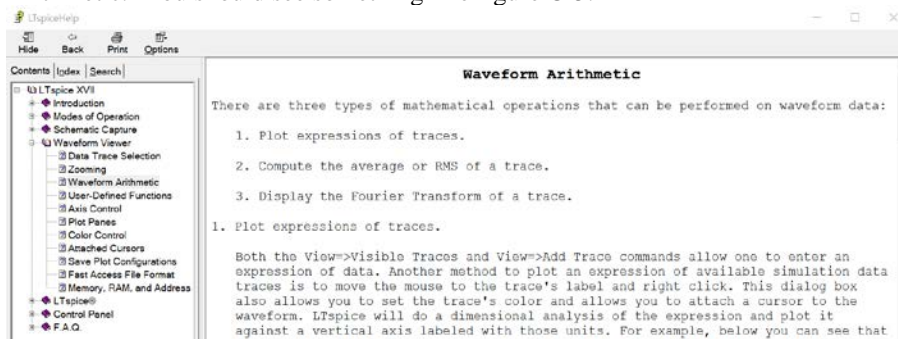 LTspiceHelp
Hide Back Print Options
Contents Index Search
LTspice XVII
Introduction
Modes of Operation
Schematic Capture
Waveform Viewer
Data Trace Selection
Zooming
Waveform Arithmetic
User-Defined Functions
Axis Control
Plot Panes
Color Control
Attached Cursors
Save Plot Configurations
Fast Access File Format
Memory, RAM, and Address
LTspice®
Control Panel
F.A.Q.
Waveform Arithmetic
There are three types of mathematical operations that can be performed on waveform data:
1. Plot expressions of traces.
2. Compute the average or RMS of a trace.
3. Display the Fourier Transform of a trace.
1. Plot expressions of traces.
Both the View=>Visible Traces and View=>Add Trace commands allow one to enter an
expression of data. Another method to plot an expression of available simulation data
traces is to move the mouse to the trace's label and right click. This dialog box
also allows you to set the trace's color and allows you to attach a cursor to the
waveform. LTspice will do a dimensional analysis of the expression and plot it
against a vertical axis labeled with those units. For example, below you can see that